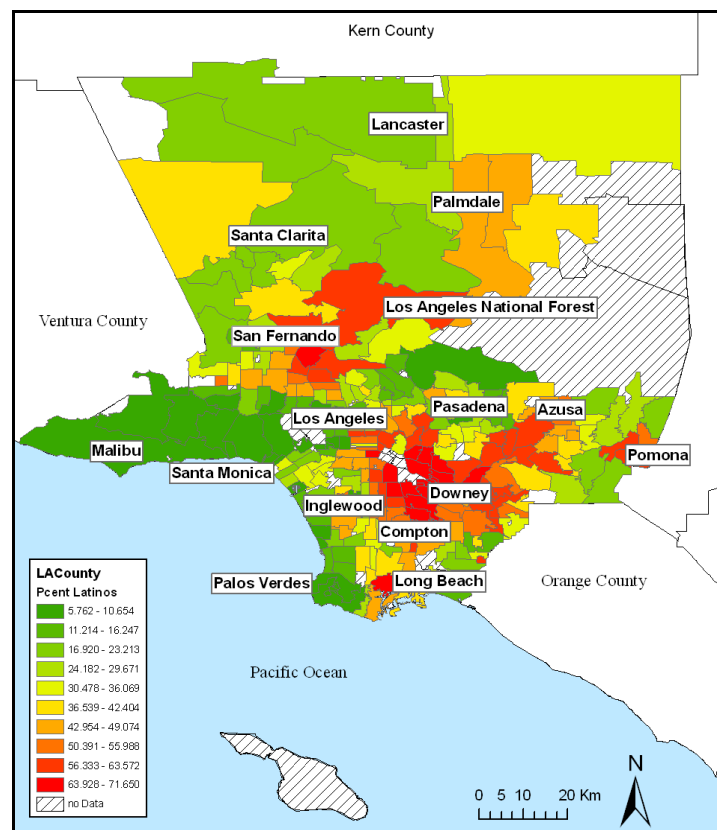 Kern County
Lancaster
Palmdale
Santa Clarita
Los Angeles National Forest
Ventura County
San Fernando
Pasadena
Azusa
Los Angeles
Malibu
Pomona
Santa Monica
Downey
Inglewood
Compton
Palos Verdes
Long Beach
Orange County
Pacific Ocean
LACounty
Pcent Latinos
5.762 - 10.654
11.214 - 16.247
16.920 - 23.213
24.182 - 29.671
30.478 - 36.069
36.539 - 42.404
42.954 - 49.074
50.391 - 55.988
56.333 - 63.572
63.928 - 71.650
no Data
N
0 5 10 20 Km